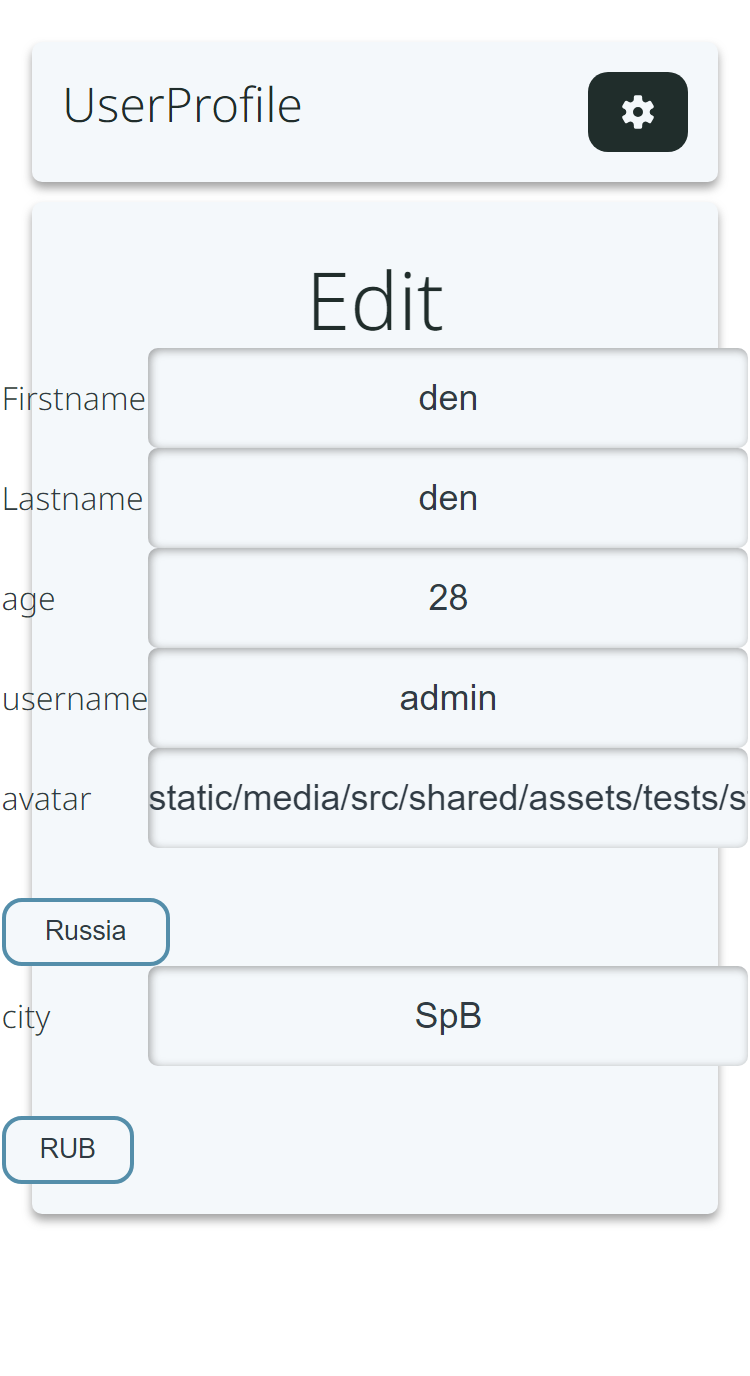 UserProfile
Edit
Firstname den
Lastname den
age 28
username admin
avatar static/media/src/shared/assets/tests/s
Russia
city SpB
RUB